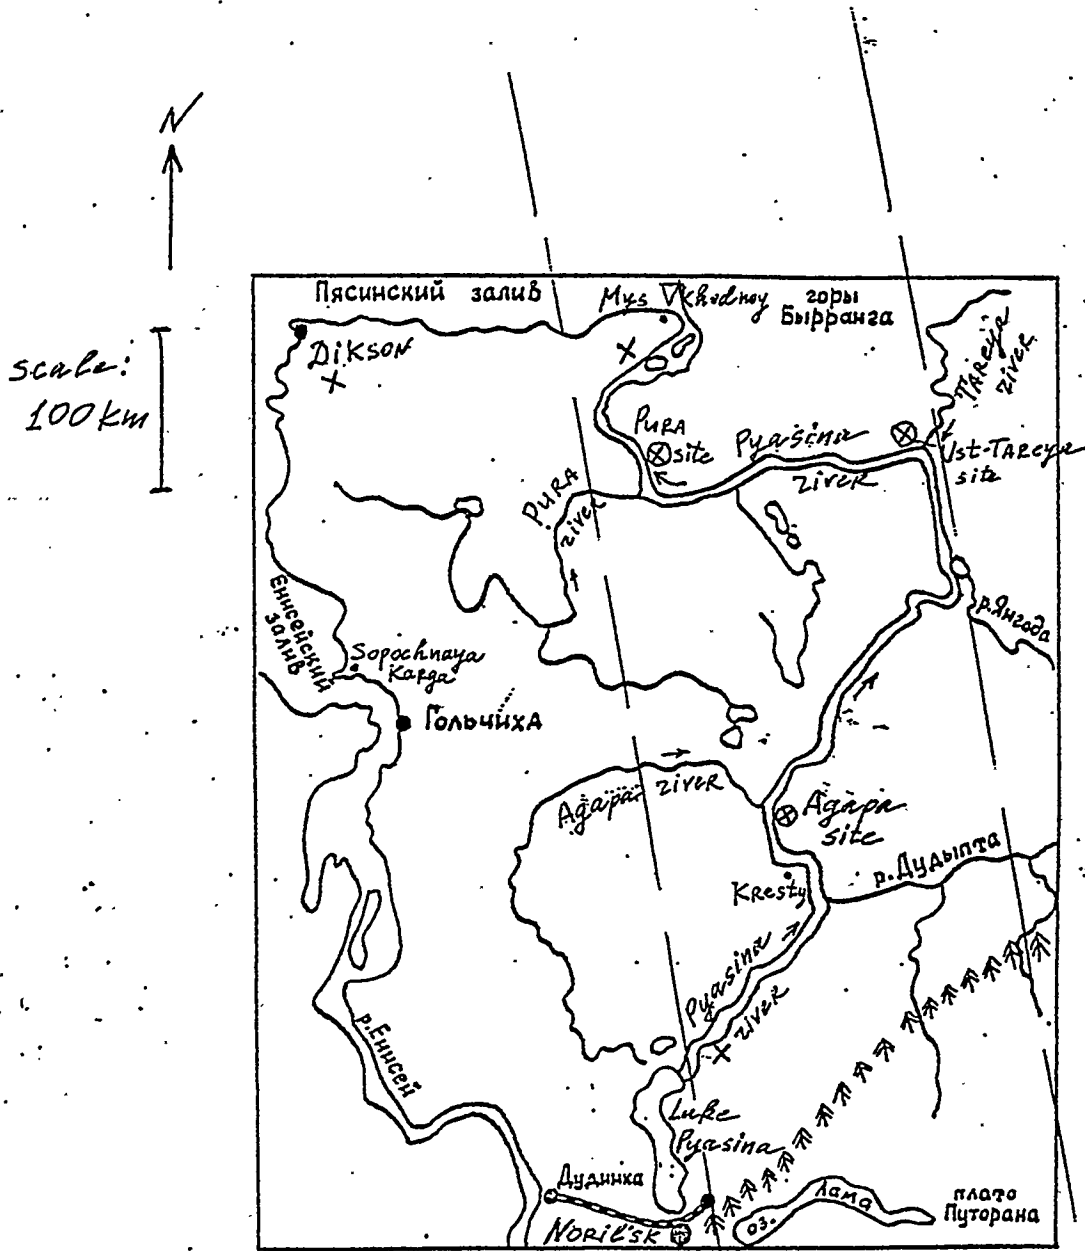 N
Пясинский залив
Mys Khodnoy
горы
Бырранга
scale:
100 km
DIKSON
TAREYA
RIVER
PURA
site
Pyasina
RIVER
Ust-TAREYA
site
PURA
RIVER
Енисейский
залив
р.Янгода
Sopochnaya
Karga
Гольчиха
Agapa RIVER
Agapa
site
р.Дудыпта
Kresty
Pyasina
RIVER
р.Енисей
Lake
Pyasina
Дудинка
NORIL'SK
оз. Лама
плато
Путорана